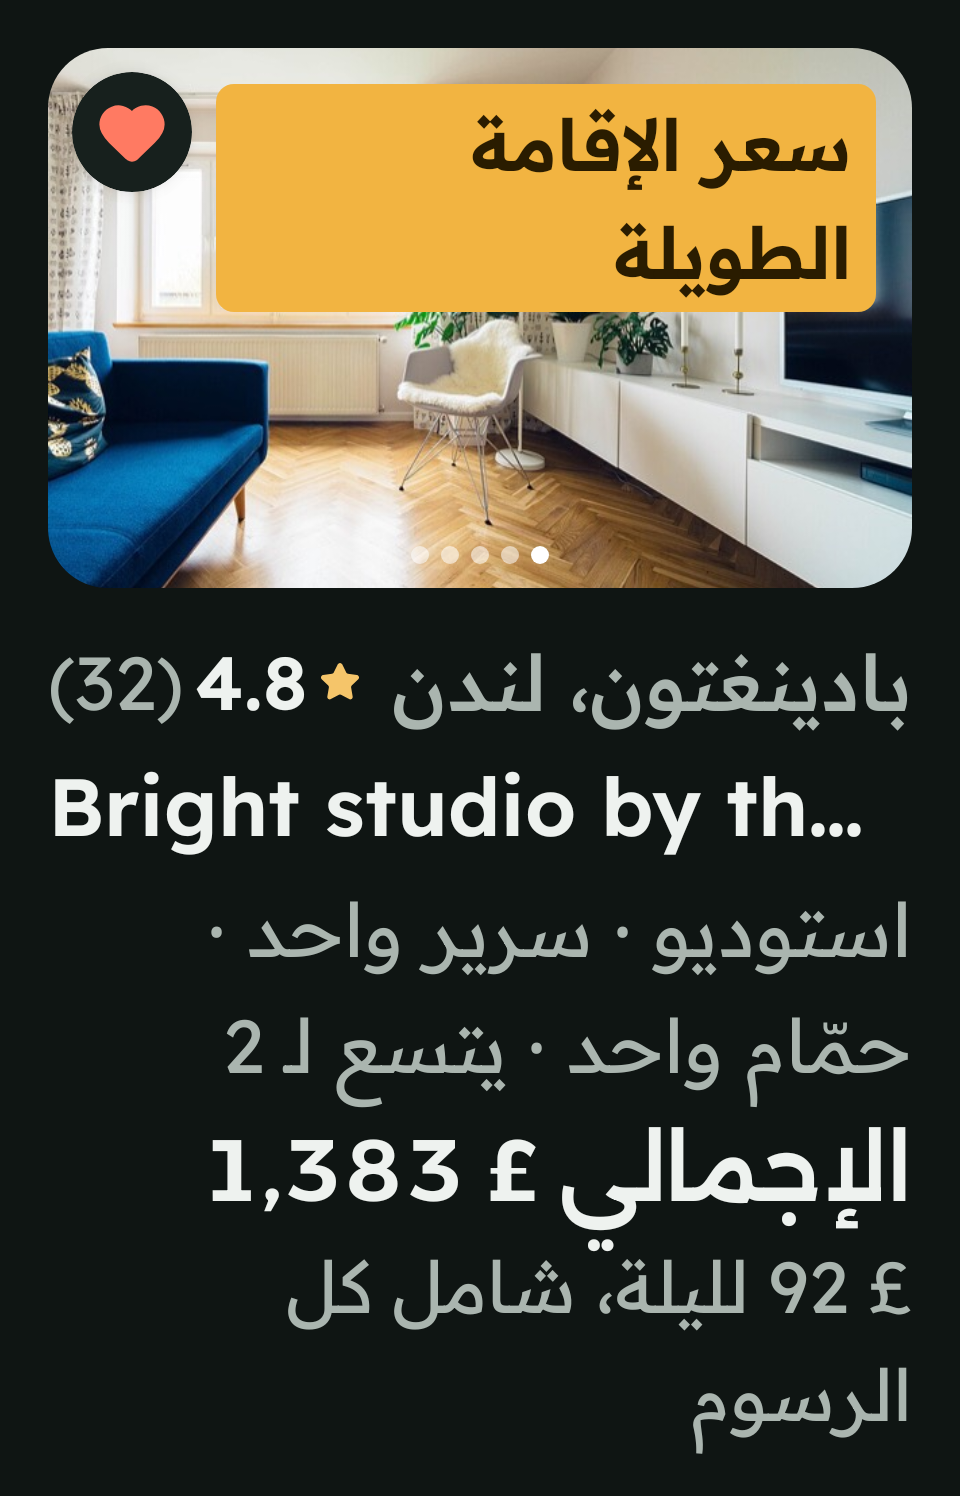 سعر الإقامة
الطويلة
بادينغتون، لندن ★ 4.8 (32)
Bright studio by th…
استوديو · سرير واحد ·
حمّام واحد · يتسع لـ 2
الإجمالي £ 1,383
£ 92 لليلة، شامل كل
الرسوم